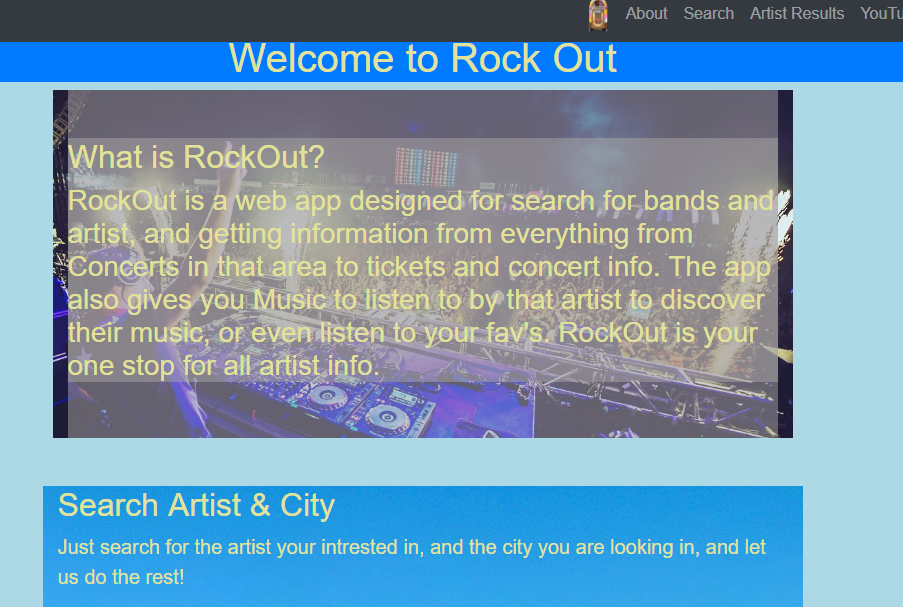 About Search Artist Results YouTu
Welcome to Rock Out
What is RockOut?
RockOut is a web app designed for search for bands and
artist, and getting information from everything from
Concerts in that area to tickets and concert info. The app
also gives you Music to listen to by that artist to discover
their music, or even listen to your fav's. RockOut is your
one stop for all artist info.
Search Artist & City
Just search for the artist your intrested in, and the city you are looking in, and let
us do the rest!